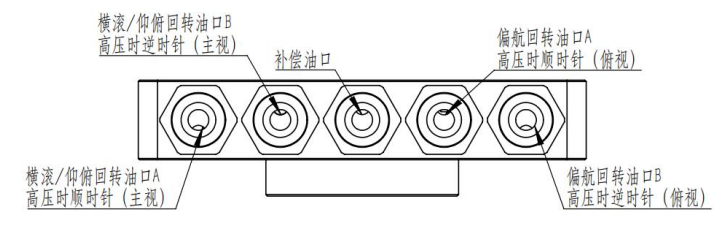 横滚/仰俯回转油口B
高压时逆时针（主视）
补偿油口
偏航回转油口A
高压时顺时针（俯视）
横滚/仰俯回转油口A
高压时顺时针（主视）
偏航回转油口B
高压时逆时针（俯视）